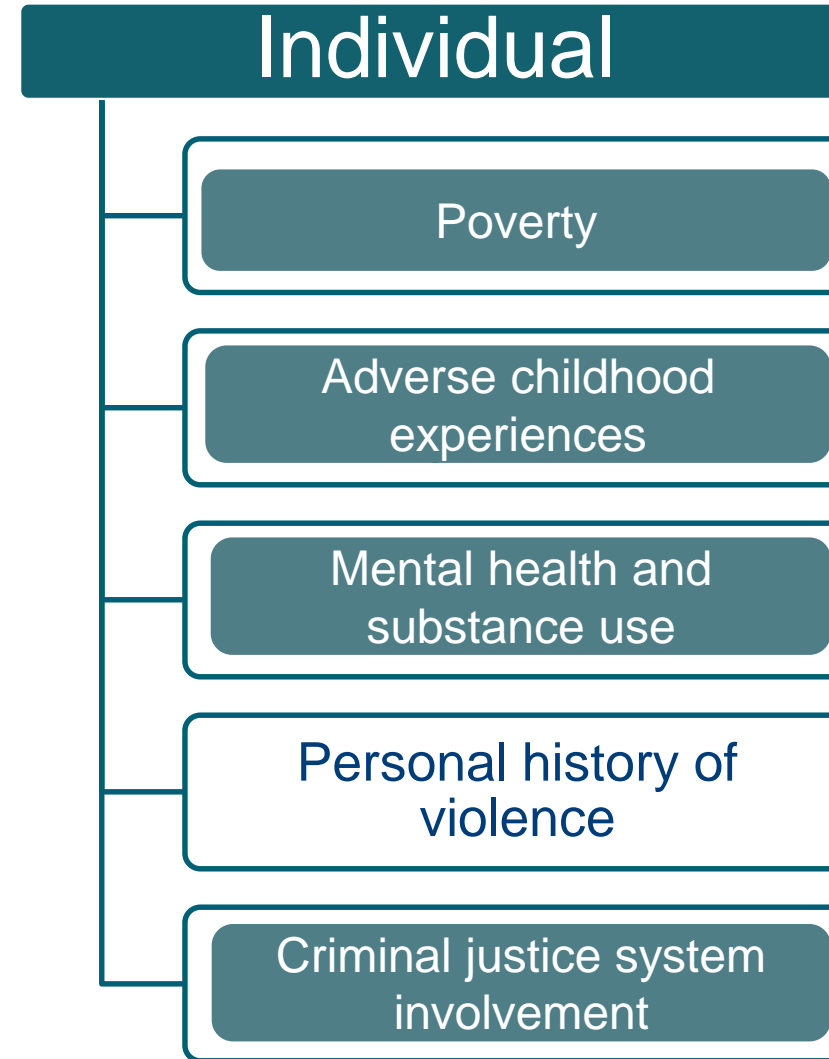 Individual
Poverty
Adverse childhood
experiences
Mental health and
substance use
Personal history of
violence
Criminal justice system
involvement